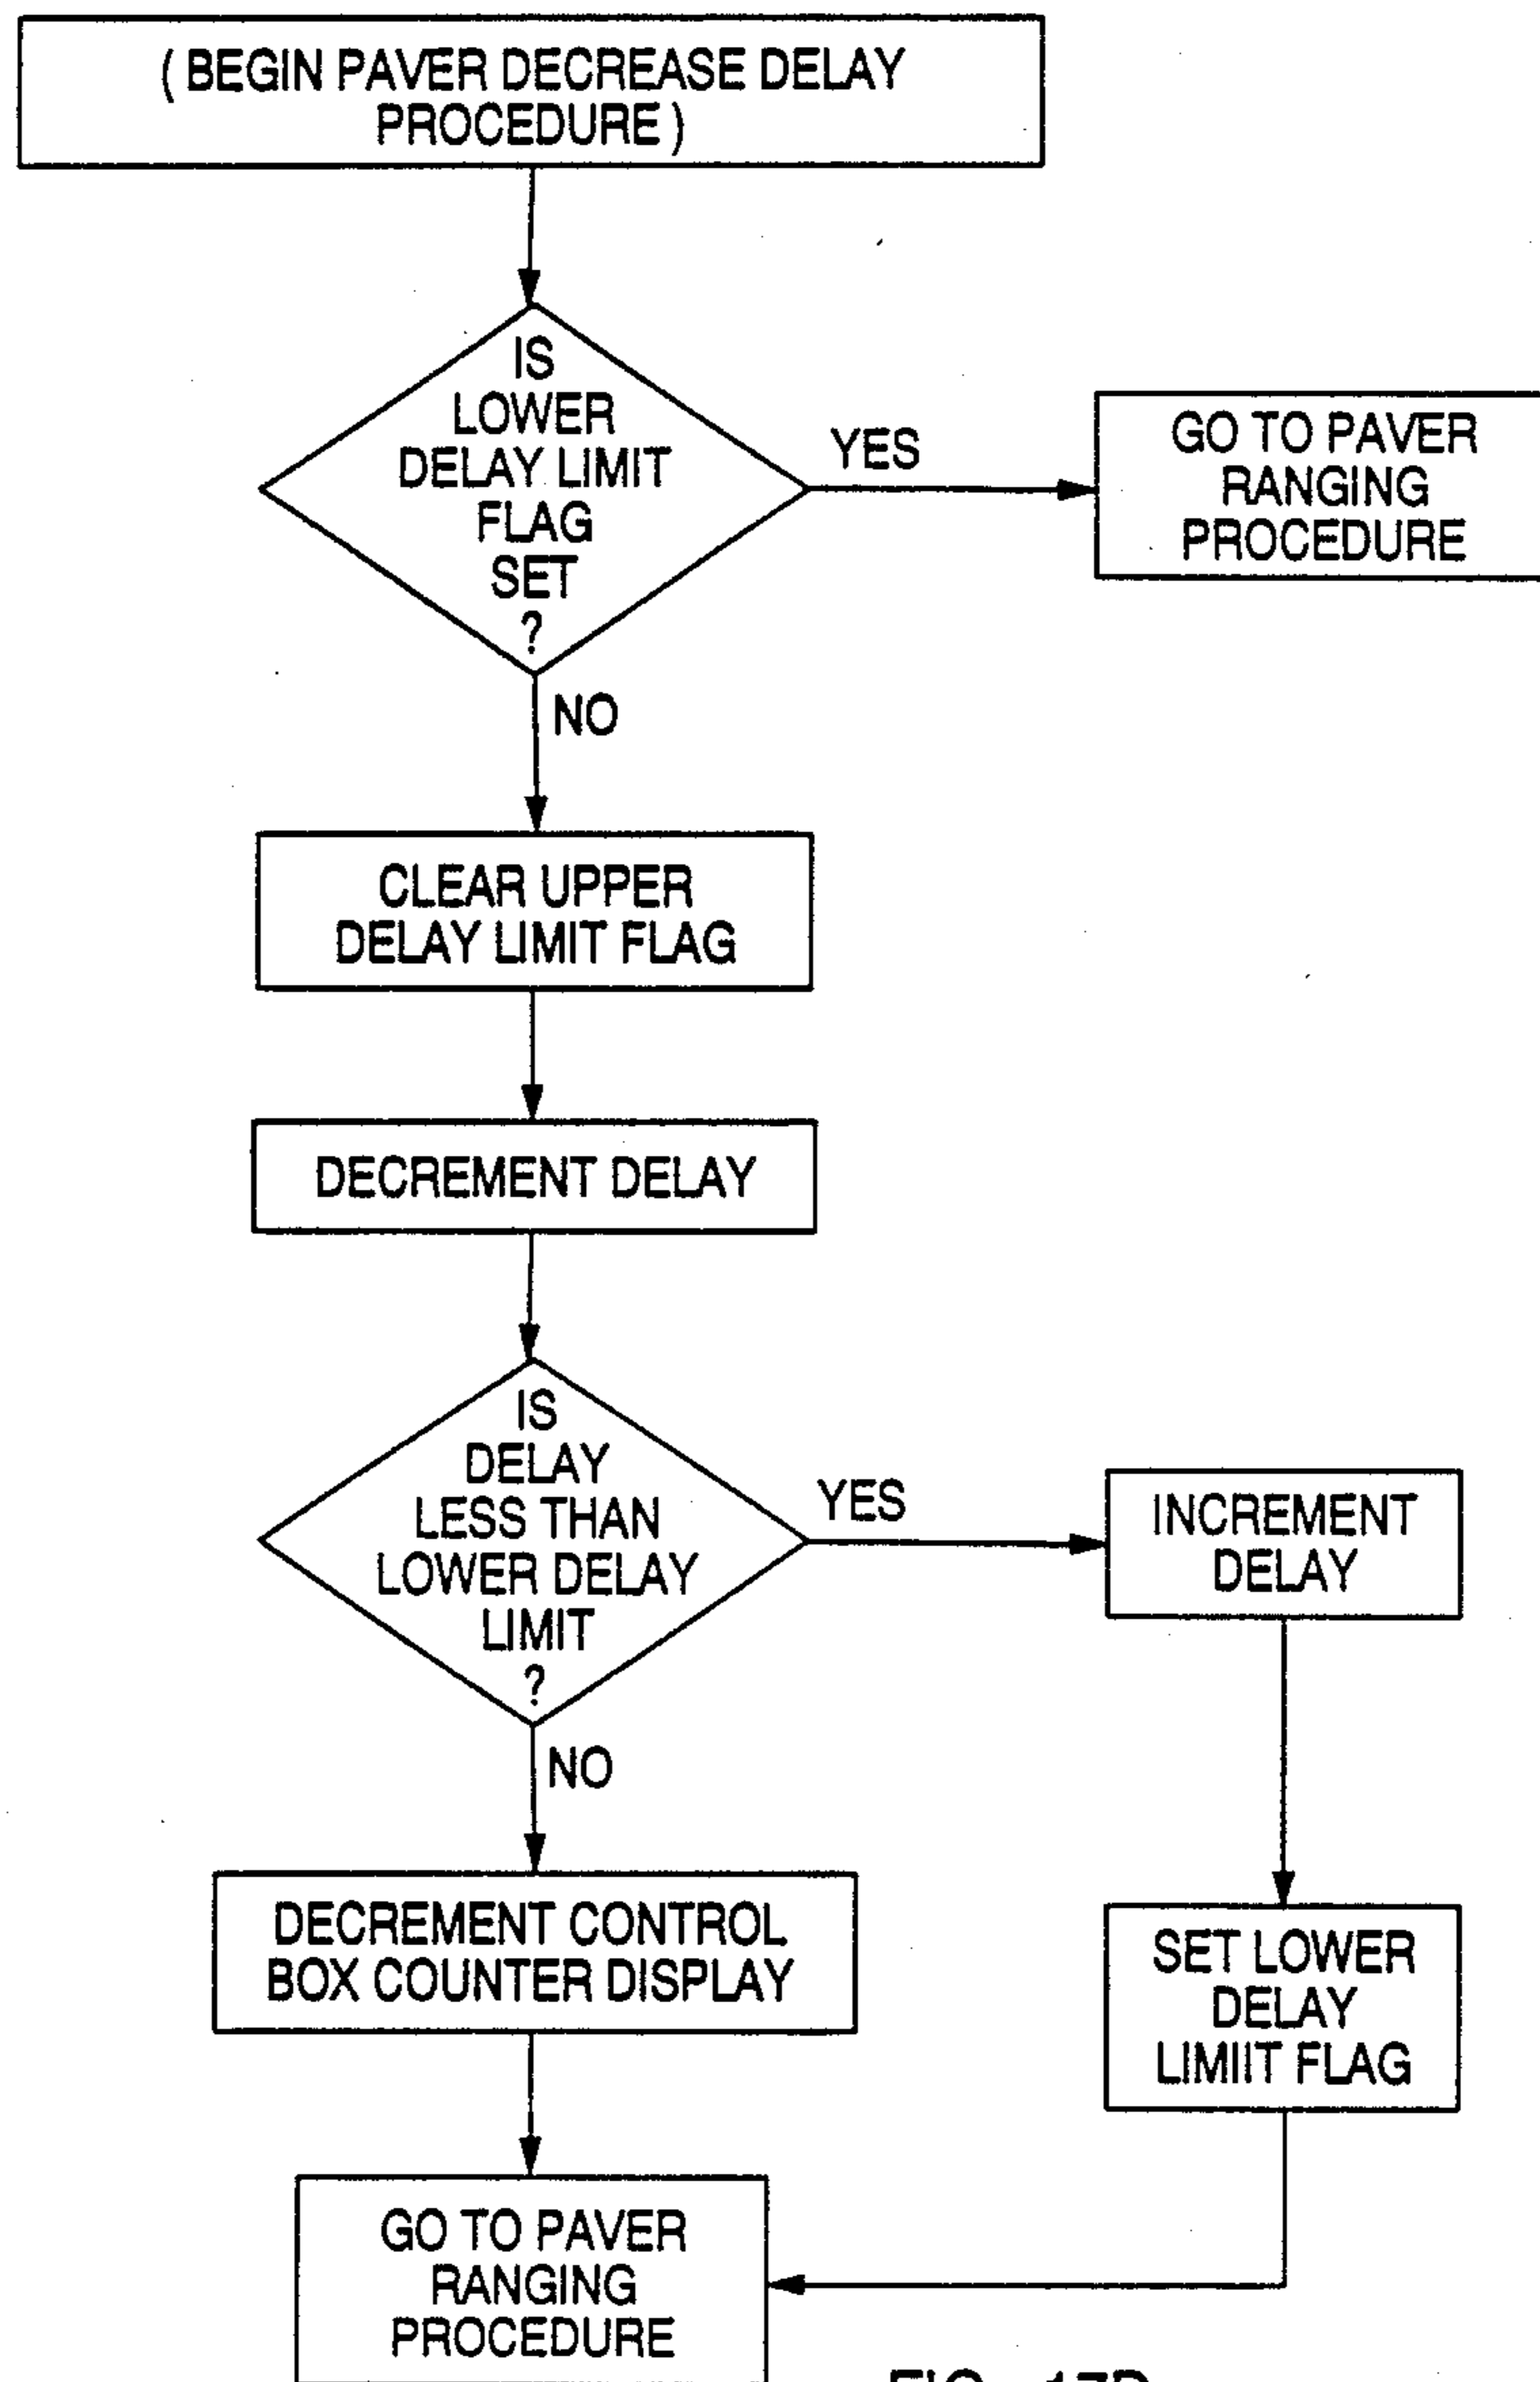 ( BEGIN PAVER DECREASE DELAY
PROCEDURE )
IS
LOWER
DELAY LIMIT
FLAG
SET
?
YES
GO TO PAVER
RANGING
PROCEDURE
NO
CLEAR UPPER
DELAY LIMIT FLAG
DECREMENT DELAY
IS
DELAY
LESS THAN
LOWER DELAY
LIMIT
?
YES
INCREMENT
DELAY
NO
DECREMENT CONTROL
BOX COUNTER DISPLAY
SET LOWER
DELAY
LIMIIT FLAG
GO TO PAVER
RANGING
PROCEDURE